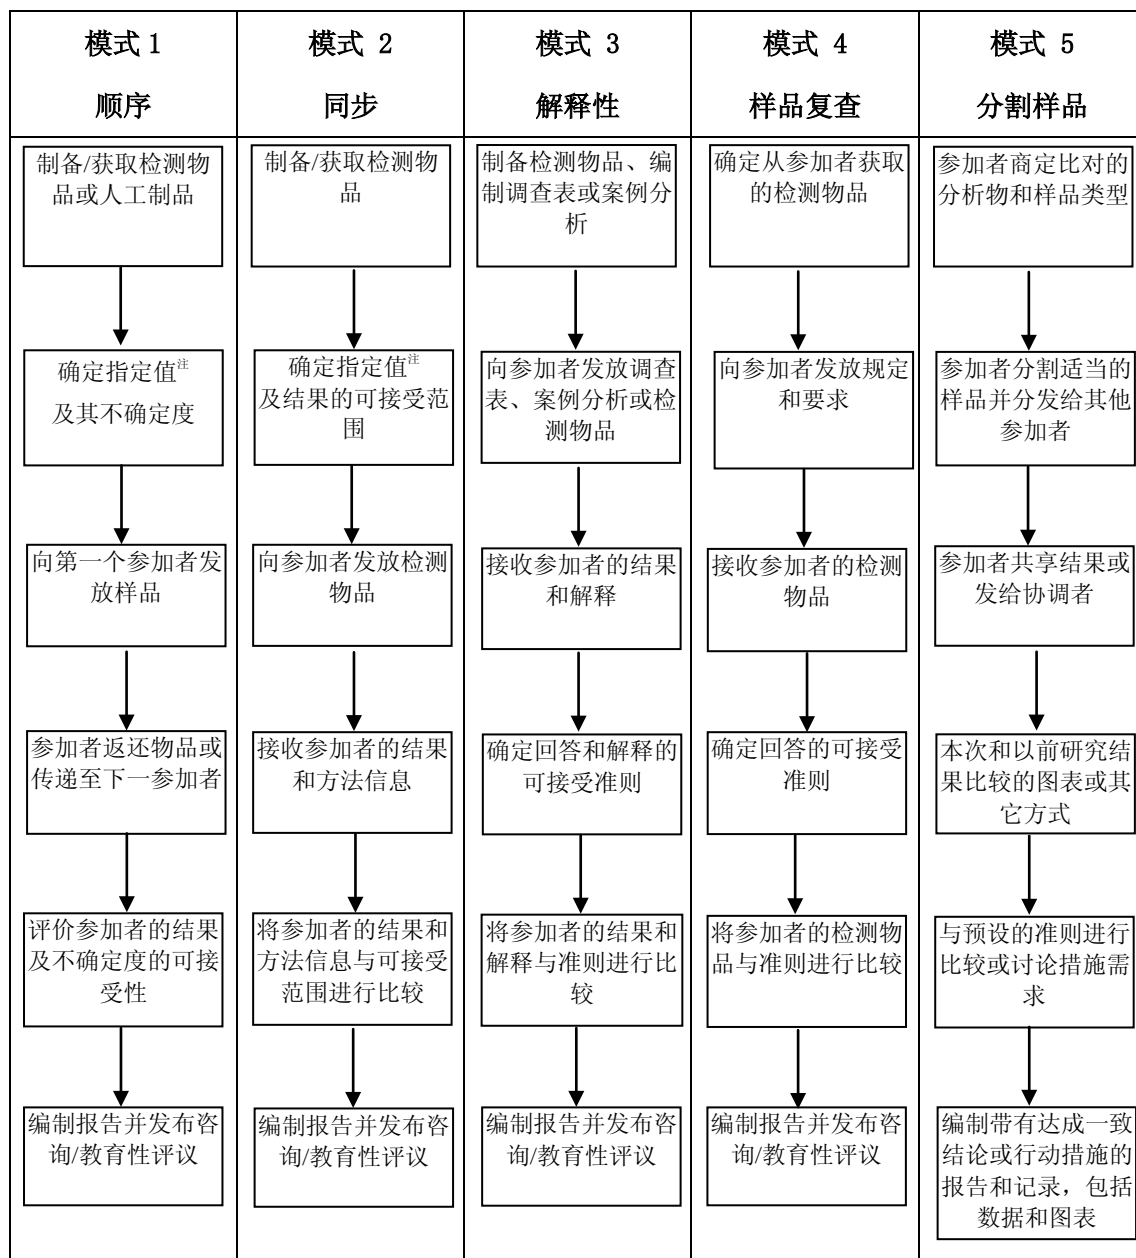 模式1
顺序
模式 2
同步
模式 3
解释性
模式 4
样品复查
模式 5
分割样品
制备/获取检测物
品或人工制品
确定指定值注
及其不确定度
向第一个参加者发
放样品
参加者返还物品或
传递至下一参加者
评价参加者的结果
及不确定度的可接
受性
编制报告并发布咨
询/教育性评议
制备/获取检测物
品
确定指定值注
及结果的可接受范
围
向参加者发放检测
物品
接收参加者的结果
和方法信息
将参加者的结果和
方法信息与可接受
范围进行比较
编制报告并发布咨
询/教育性评议
制备检测物品、编
制调查表或案例分
析
向参加者发放调查
表、案例分析或检
测物品
接收参加者的结果
和解释
确定回答和解释的
可接受准则
将参加者的结果和
解释与准则进行比
较
编制报告并发布咨
询/教育性评议
确定从参加者获取
的检测物品
向参加者发放规定
和要求
接收参加者的检测
物品
确定回答的可接受
准则
将参加者的检测物
品与准则进行比较
编制报告并发布咨
询/教育性评议
参加者商定比对的
分析物和样品类型
参加者分割适当的
样品并分发给其他
参加者
参加者共享结果或
发给协调者
本次和以前研究结
果比较的图表或其
它方式
与预设的准则进行
比较或讨论措施需
求
编制带有达成一致
结论或行动措施的
报告和记录，包括
数据和图表